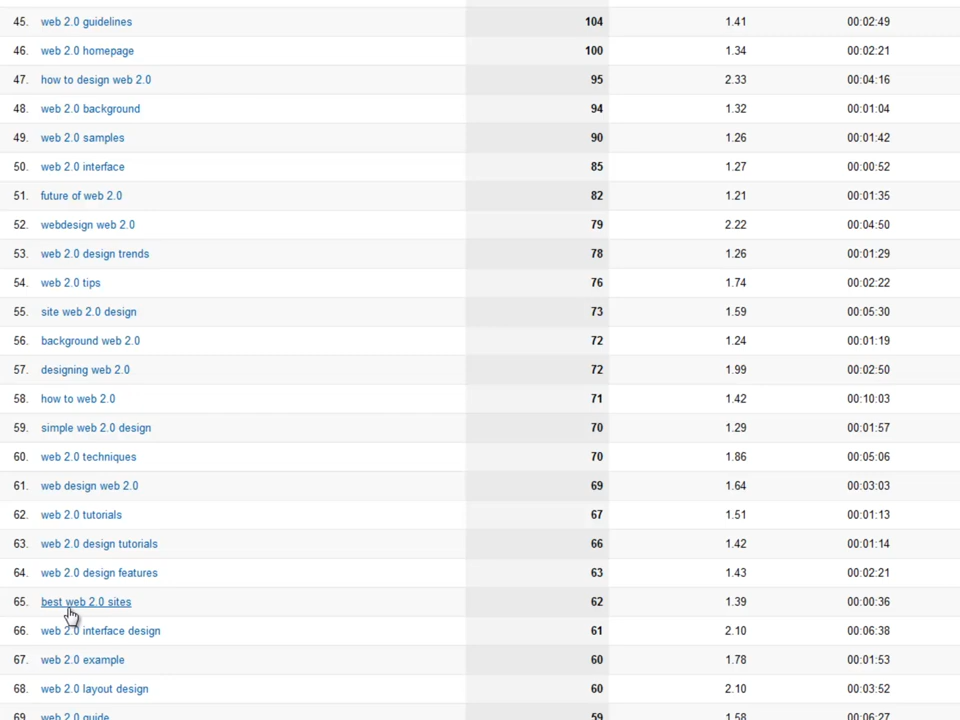 45. web 2.0 guidelines 104 1.41 00:02:49
46. web 2.0 homepage 100 1.34 00:02:21
47. how to design web 2.0 95 2.33 00:04:16
48. web 2.0 background 94 1.32 00:01:04
49. web 2.0 samples 90 1.26 00:01:42
50. web 2.0 interface 85 1.27 00:00:52
51. future of web 2.0 82 1.21 00:01:35
52. webdesign web 2.0 79 2.22 00:04:50
53. web 2.0 design trends 78 1.26 00:01:29
54. web 2.0 tips 76 1.74 00:02:22
55. site web 2.0 design 73 1.59 00:05:30
56. background web 2.0 72 1.24 00:01:19
57. designing web 2.0 72 1.99 00:02:50
58. how to web 2.0 71 1.42 00:10:03
59. simple web 2.0 design 70 1.29 00:01:57
60. web 2.0 techniques 70 1.86 00:05:06
61. web design web 2.0 69 1.64 00:03:03
62. web 2.0 tutorials 67 1.51 00:01:13
63. web 2.0 design tutorials 66 1.42 00:01:14
64. web 2.0 design features 63 1.43 00:02:21
65. best web 2.0 sites 62 1.39 00:00:36
66. web 2.0 interface design 61 2.10 00:06:38
67. web 2.0 example 60 1.78 00:01:53
68. web 2.0 layout design 60 2.10 00:03:52
69. web 2.0 guide 59 1.58 00:06:27